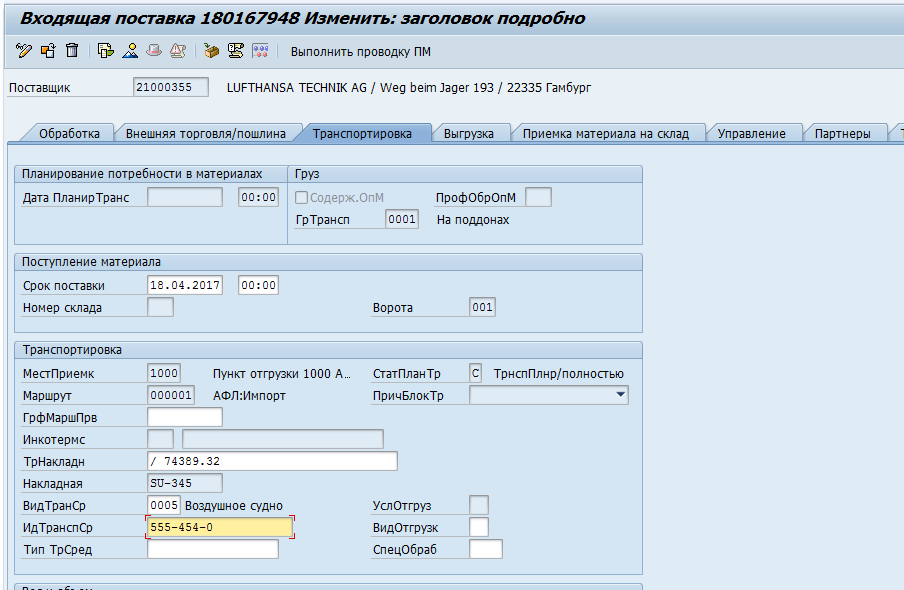 Входящая поставка 180167948 Изменить: заголовок подробно
Выполнить проводку ПМ
Поставщик 21000355 LUFTHANSA TECHNIK AG / Weg beim Jager 193 / 22335 Гамбург
Обработка Внешняя торговля/пошлина Транспортировка Выгрузка Приемка материала на склад Управление Партнеры
Планирование потребности в материалах Груз
Дата ПланирТранс 00:00 Содерж.ОпМ ПрофОбрОпМ
ГрТрансп 0001 На поддонах
Поступление материала
Срок поставки 18.04.2017 00:00
Номер склада Ворота 001
Транспортировка
МестПриемк 1000 Пункт отгрузки 1000 А... СтатПланТр C ТрнспПлнр/полностью
Маршрут 000001 АФЛ:Импорт ПричБлокТр
ГрфМаршПрв
Инкотермс
ТрНакладн / 74389.32
Накладная SU-345
ВидТранСр 0005 Воздушное судно УслОтгруз
ИдТранспСр 555-454-0 ВидОтгрузк
Тип ТрСред СпецОбраб